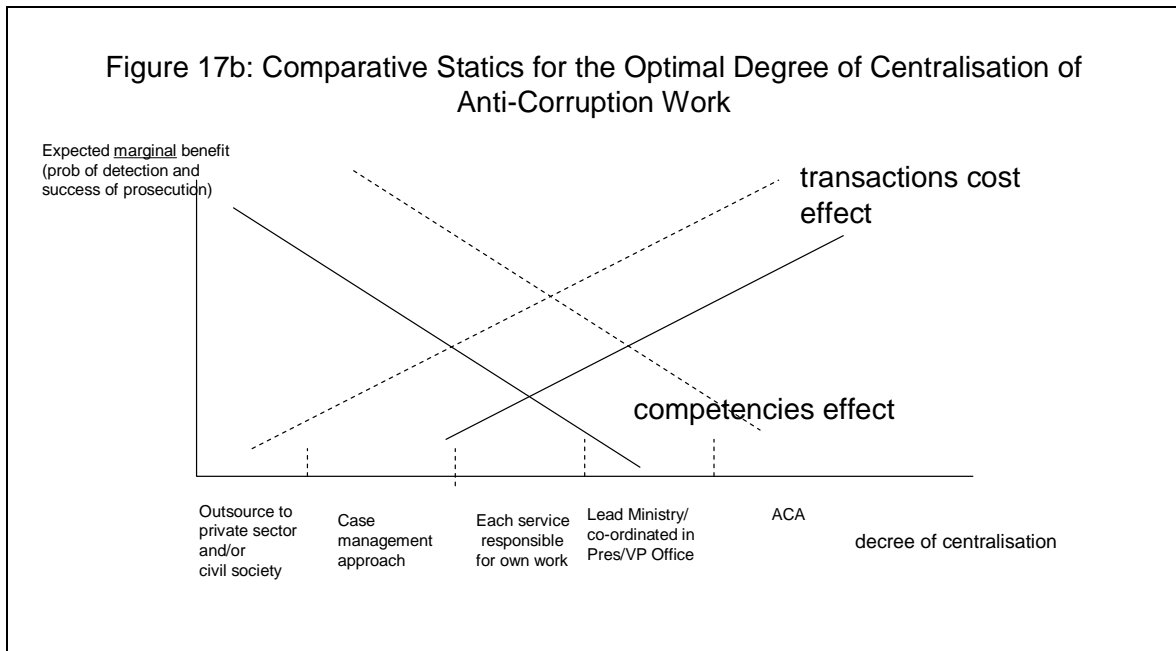 Figure 17b: Comparative Statics for the Optimal Degree of Centralisation of
Anti-Corruption Work
Expected marginal benefit
(prob of detection and
success of prosecution)
transactions cost
effect
competencies effect
Outsource to
private sector
and/or
civil society
Case
management
approach
Each service
responsible
for own work
Lead Ministry/
co-ordinated in
Pres/VP Office
ACA
decree of centralisation